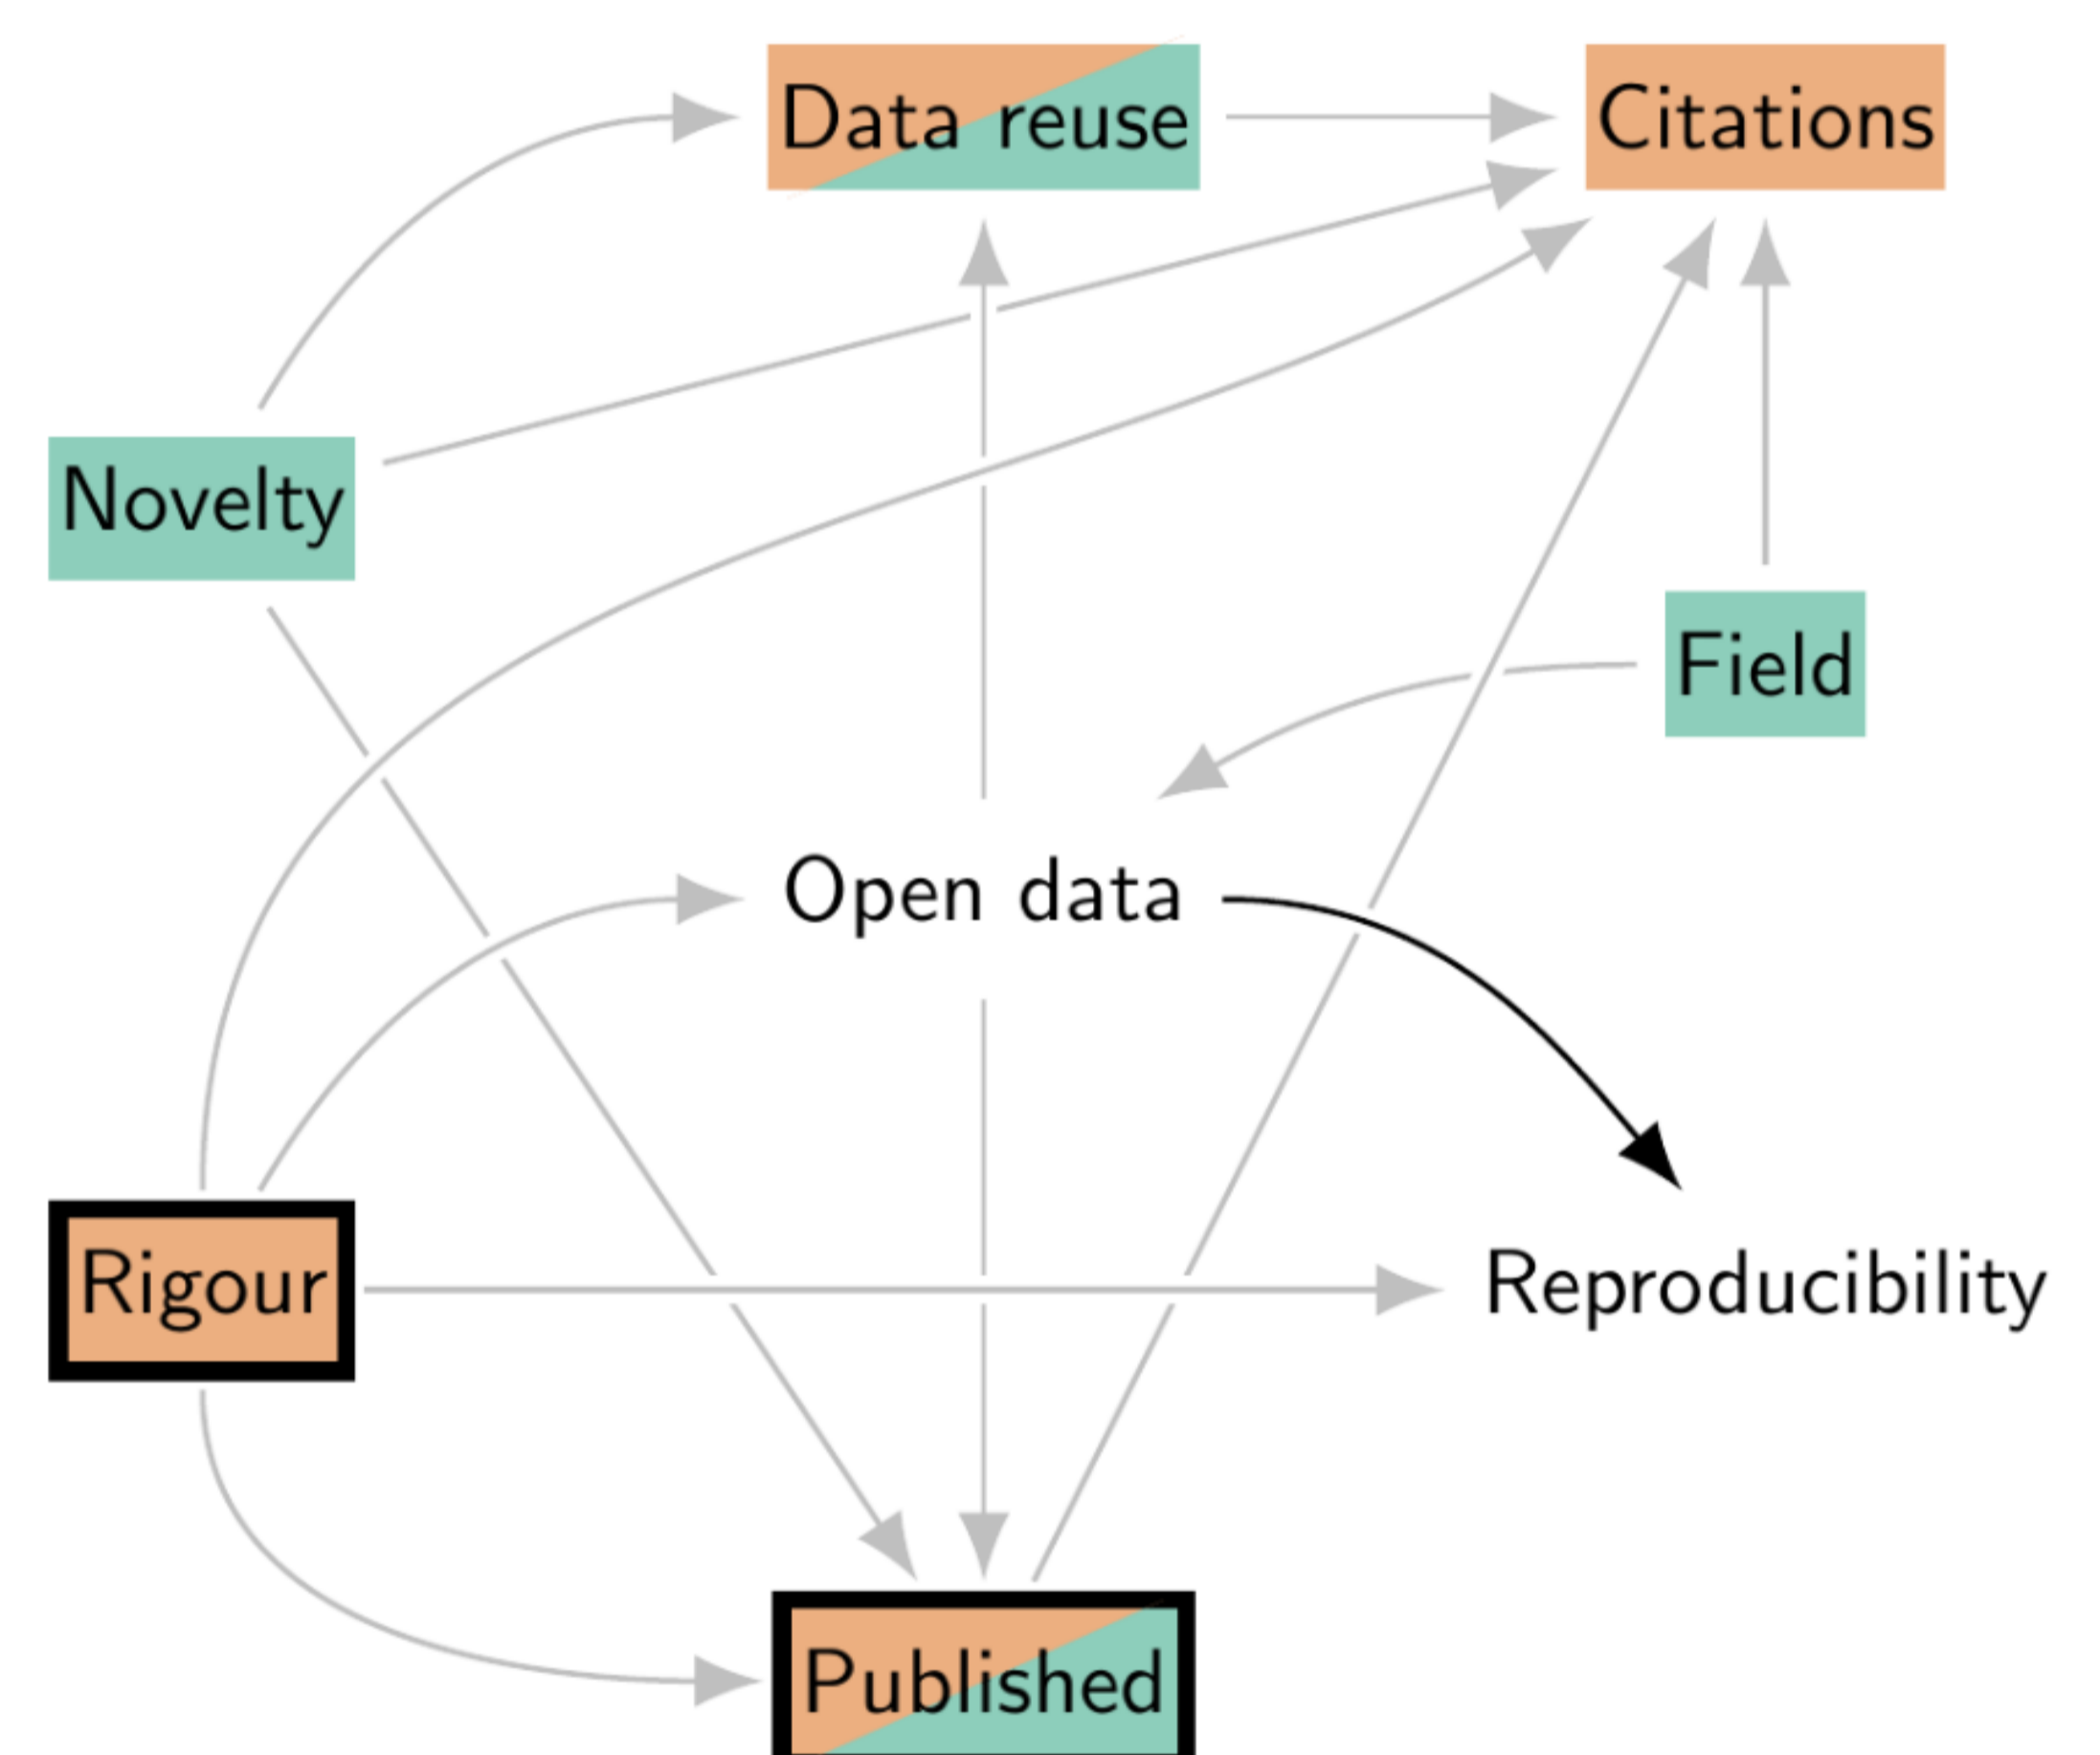 Data reuse
Citations
Novelty
Field
Open data
Rigour
Reproducibility
Published